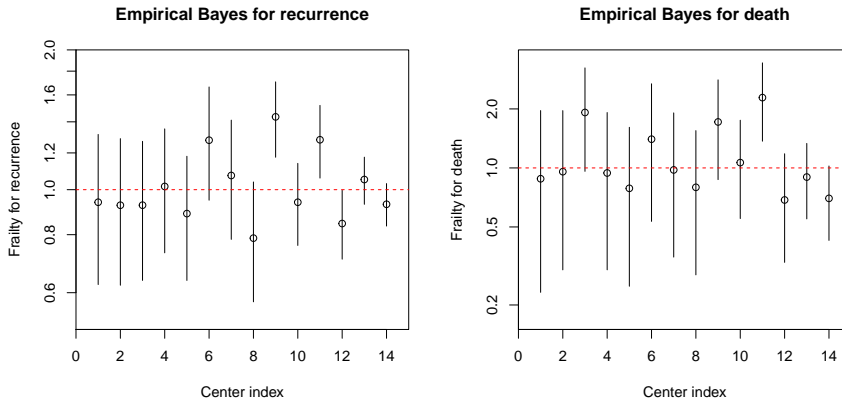 Empirical Bayes for recurrence
Frailty for recurrence
2.0
1.6
1.2
1.0
0.8
0.6
0 2 4 6 8 10 12 14
Center index
Empirical Bayes for death
Frailty for death
2.0
1.0
0.5
0.2
0 2 4 6 8 10 12 14
Center index